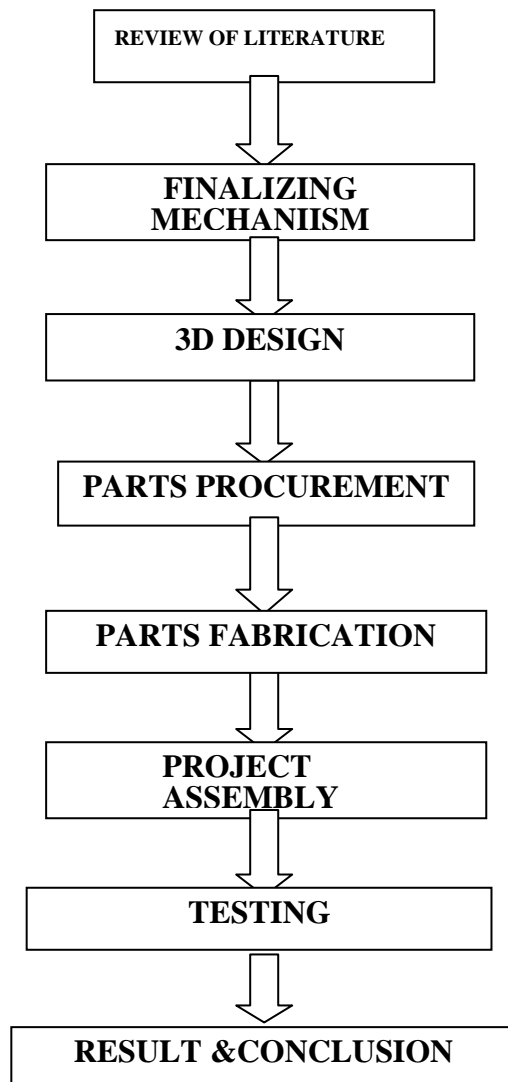 REVIEW OF LITERATURE
FINALIZING
MECHANIISM
3D DESIGN
PARTS PROCUREMENT
PARTS FABRICATION
PROJECT
ASSEMBLY
TESTING
RESULT &CONCLUSION